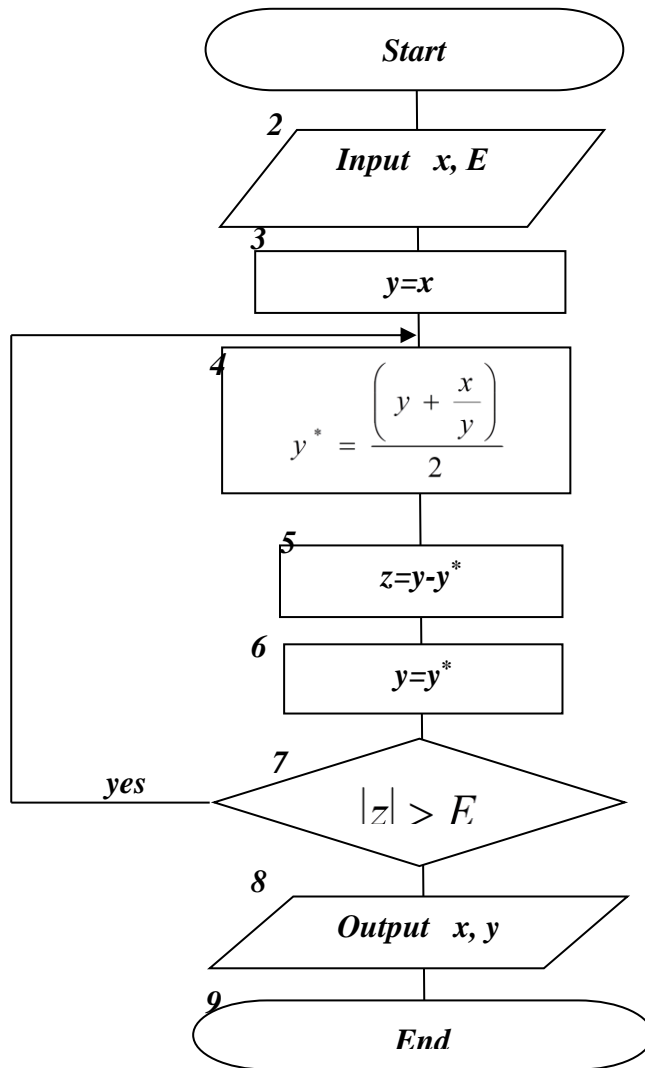 Start
2
Input x, E
3
y=x
4
y* = (y + x/y)/2
5
z=y-y*
6
y=y*
7
yes
|z| > E
8
Output x, y
9
End